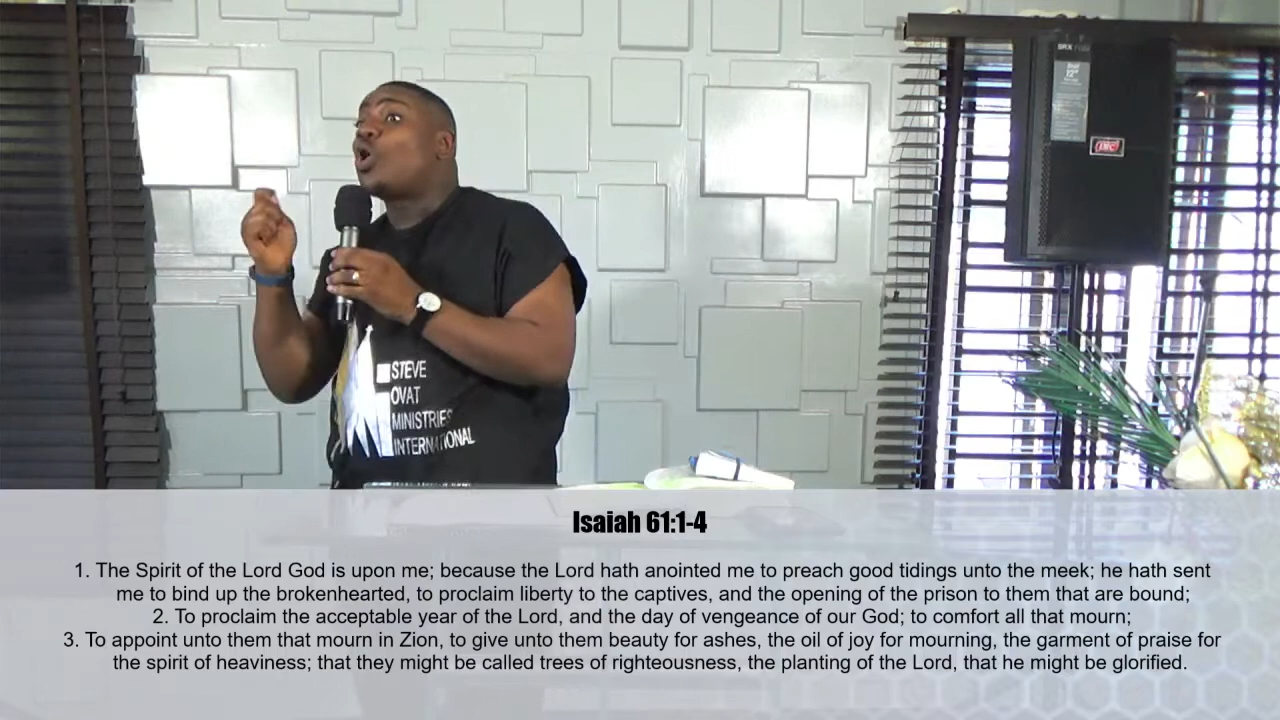 SRX
STEVE
OVAT
MINISTRIES
INTERNATIONAL
Isaiah 61:1-4
1. The Spirit of the Lord God is upon me; because the Lord hath anointed me to preach good tidings unto the meek; he hath sent
me to bind up the brokenhearted, to proclaim liberty to the captives, and the opening of the prison to them that are bound;
2. To proclaim the acceptable year of the Lord, and the day of vengeance of our God; to comfort all that mourn;
3. To appoint unto them that mourn in Zion, to give unto them beauty for ashes, the oil of joy for mourning, the garment of praise for
the spirit of heaviness; that they might be called trees of righteousness, the planting of the Lord, that he might be glorified.